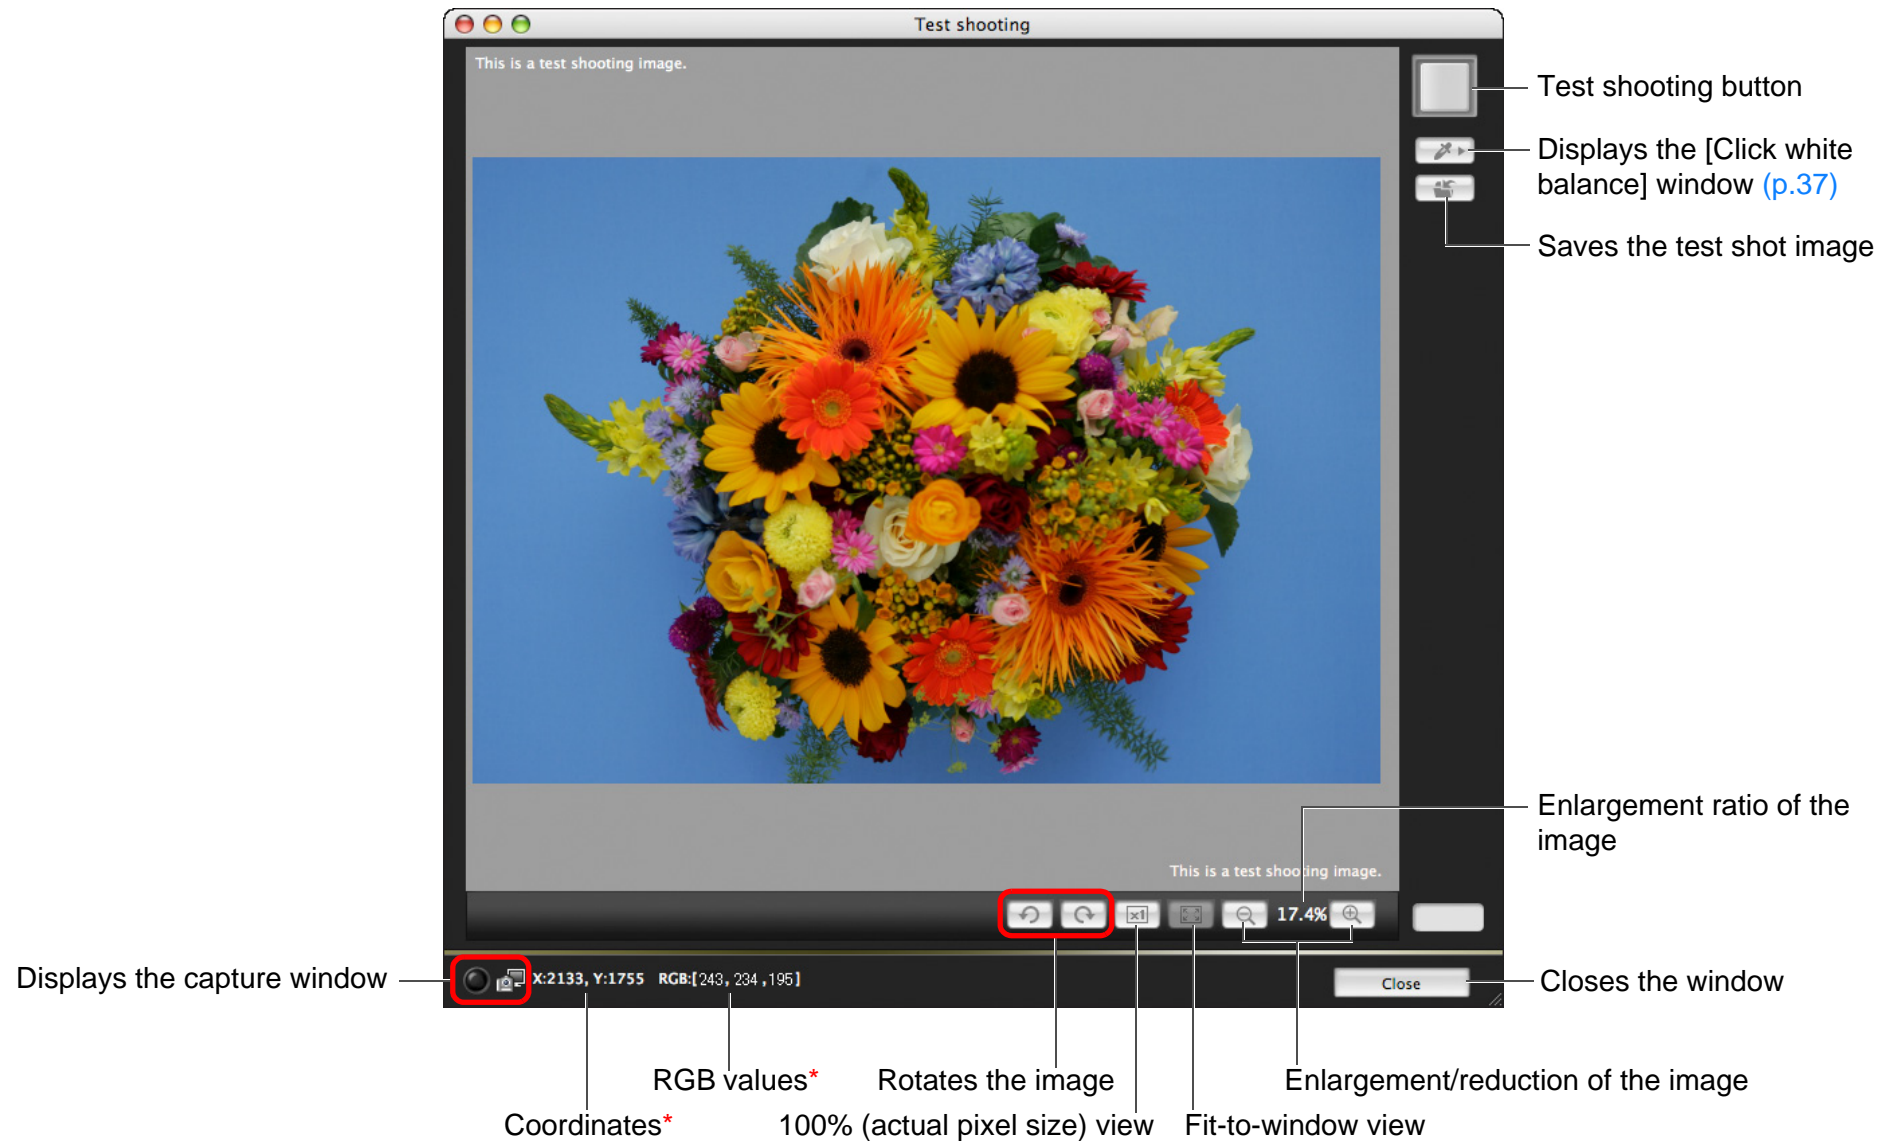 Test shooting
This is a test shooting image.
Test shooting button
Displays the [Click white
balance] window (p.37)
Saves the test shot image
Enlargement ratio of the
image
This is a test shooting image.
x1
17.4%
Displays the capture window
X:2133, Y:1755 RGB:[243, 234 ,195]
Close
Closes the window
RGB values*
Rotates the image
Enlargement/reduction of the image
Coordinates*
100% (actual pixel size) view
Fit-to-window view